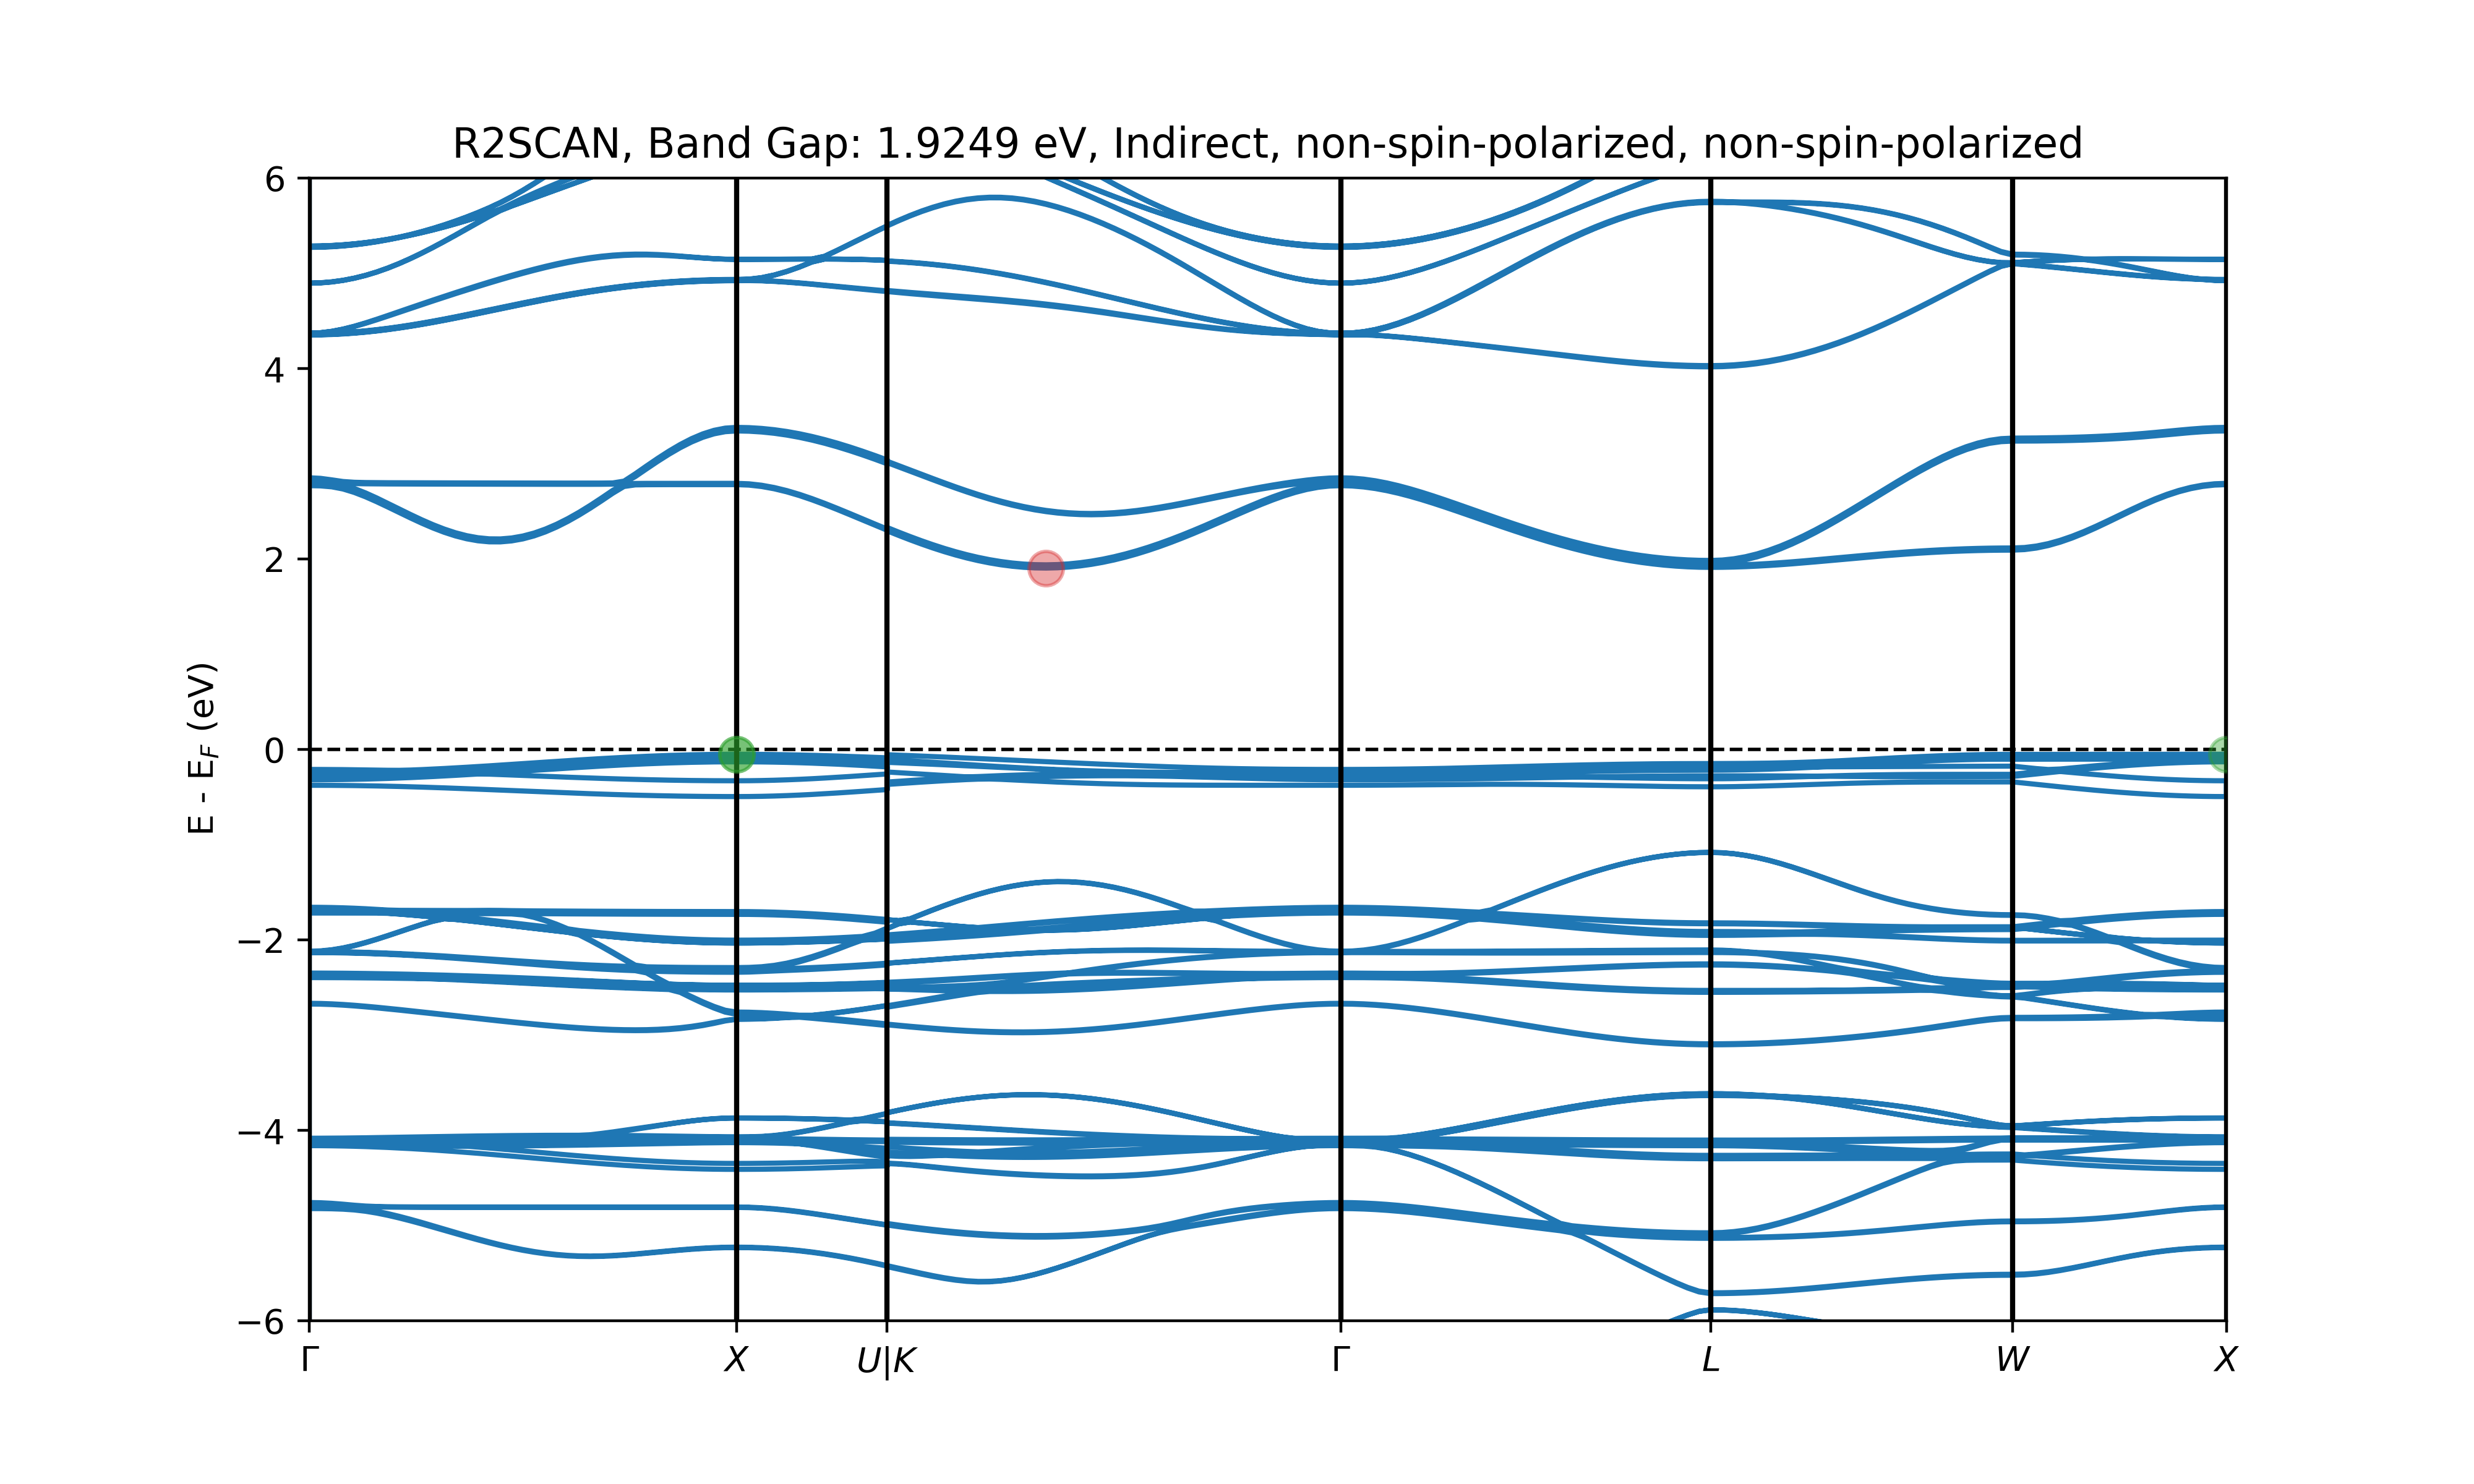 R2SCAN, Band Gap: 1.9249 eV, Indirect, non-spin-polarized, non-spin-polarized
6
4
2
0
−2
−4
−6
E - E_F (eV)
Γ X U|K Γ L W X